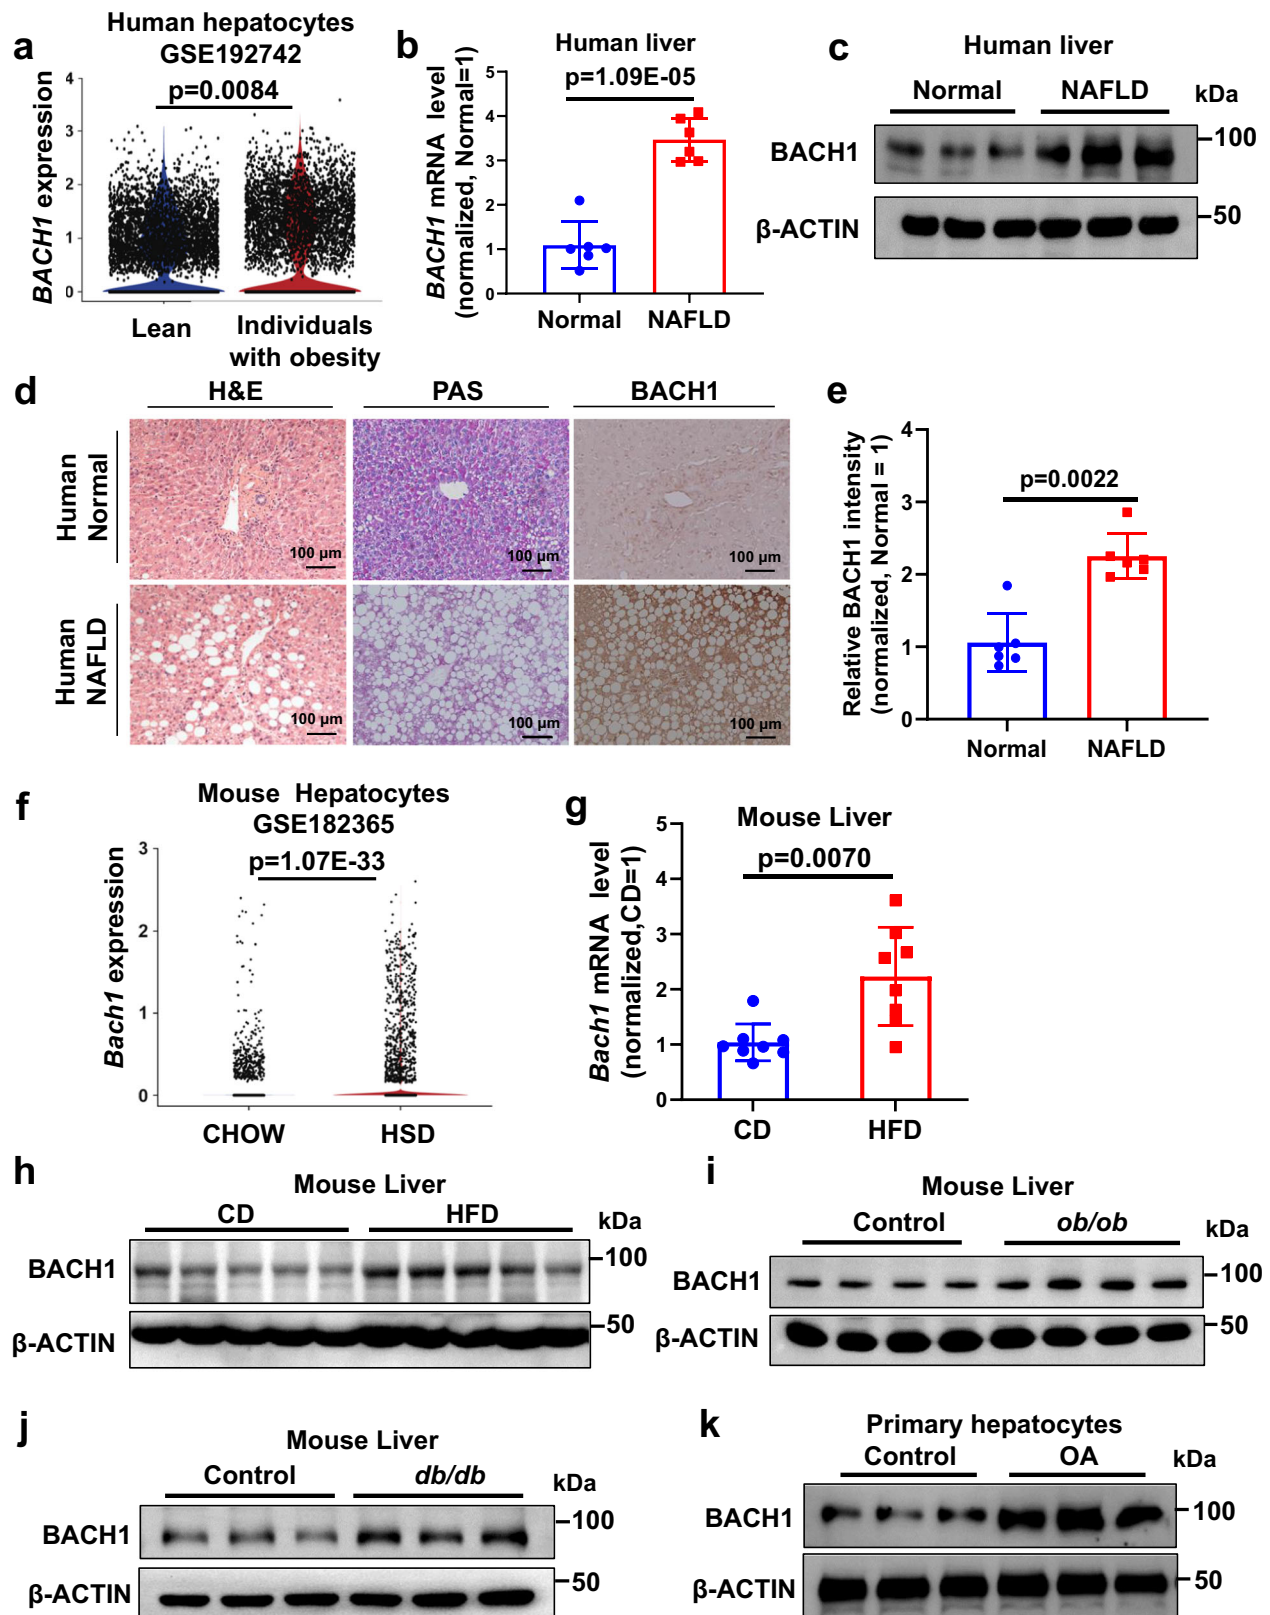 a
Human hepatocytes
GSE192742
p=0.0084
BACH1 expression
4
3
2
1
0
Lean
Individuals
with obesity
b
Human liver
p=1.09E-05
BACH1 mRNA level
(normalized, Normal=1)
5
4
3
2
1
0
Normal
NAFLD
c
Human liver
Normal
NAFLD
kDa
BACH1
100
β-ACTIN
50
d
H&E
PAS
BACH1
Human
Normal
100 μm
100 μm
100 μm
Human
NAFLD
100 μm
100 μm
100 μm
e
Relative BACH1 intensity
(normalized, Normal = 1)
4
3
2
1
0
p=0.0022
Normal
NAFLD
f
Mouse Hepatocytes
GSE182365
p=1.07E-33
Bach1 expression
3
2
1
0
CHOW
HSD
g
Mouse Liver
p=0.0070
Bach1 mRNA level
(normalized,CD=1)
5
4
3
2
1
0
CD
HFD
h
Mouse Liver
CD
HFD
kDa
BACH1
100
β-ACTIN
50
i
Mouse Liver
Control
ob/ob
kDa
BACH1
100
β-ACTIN
50
j
Mouse Liver
Control
db/db
kDa
BACH1
100
β-ACTIN
50
k
Primary hepatocytes
Control
OA
kDa
BACH1
100
β-ACTIN
50